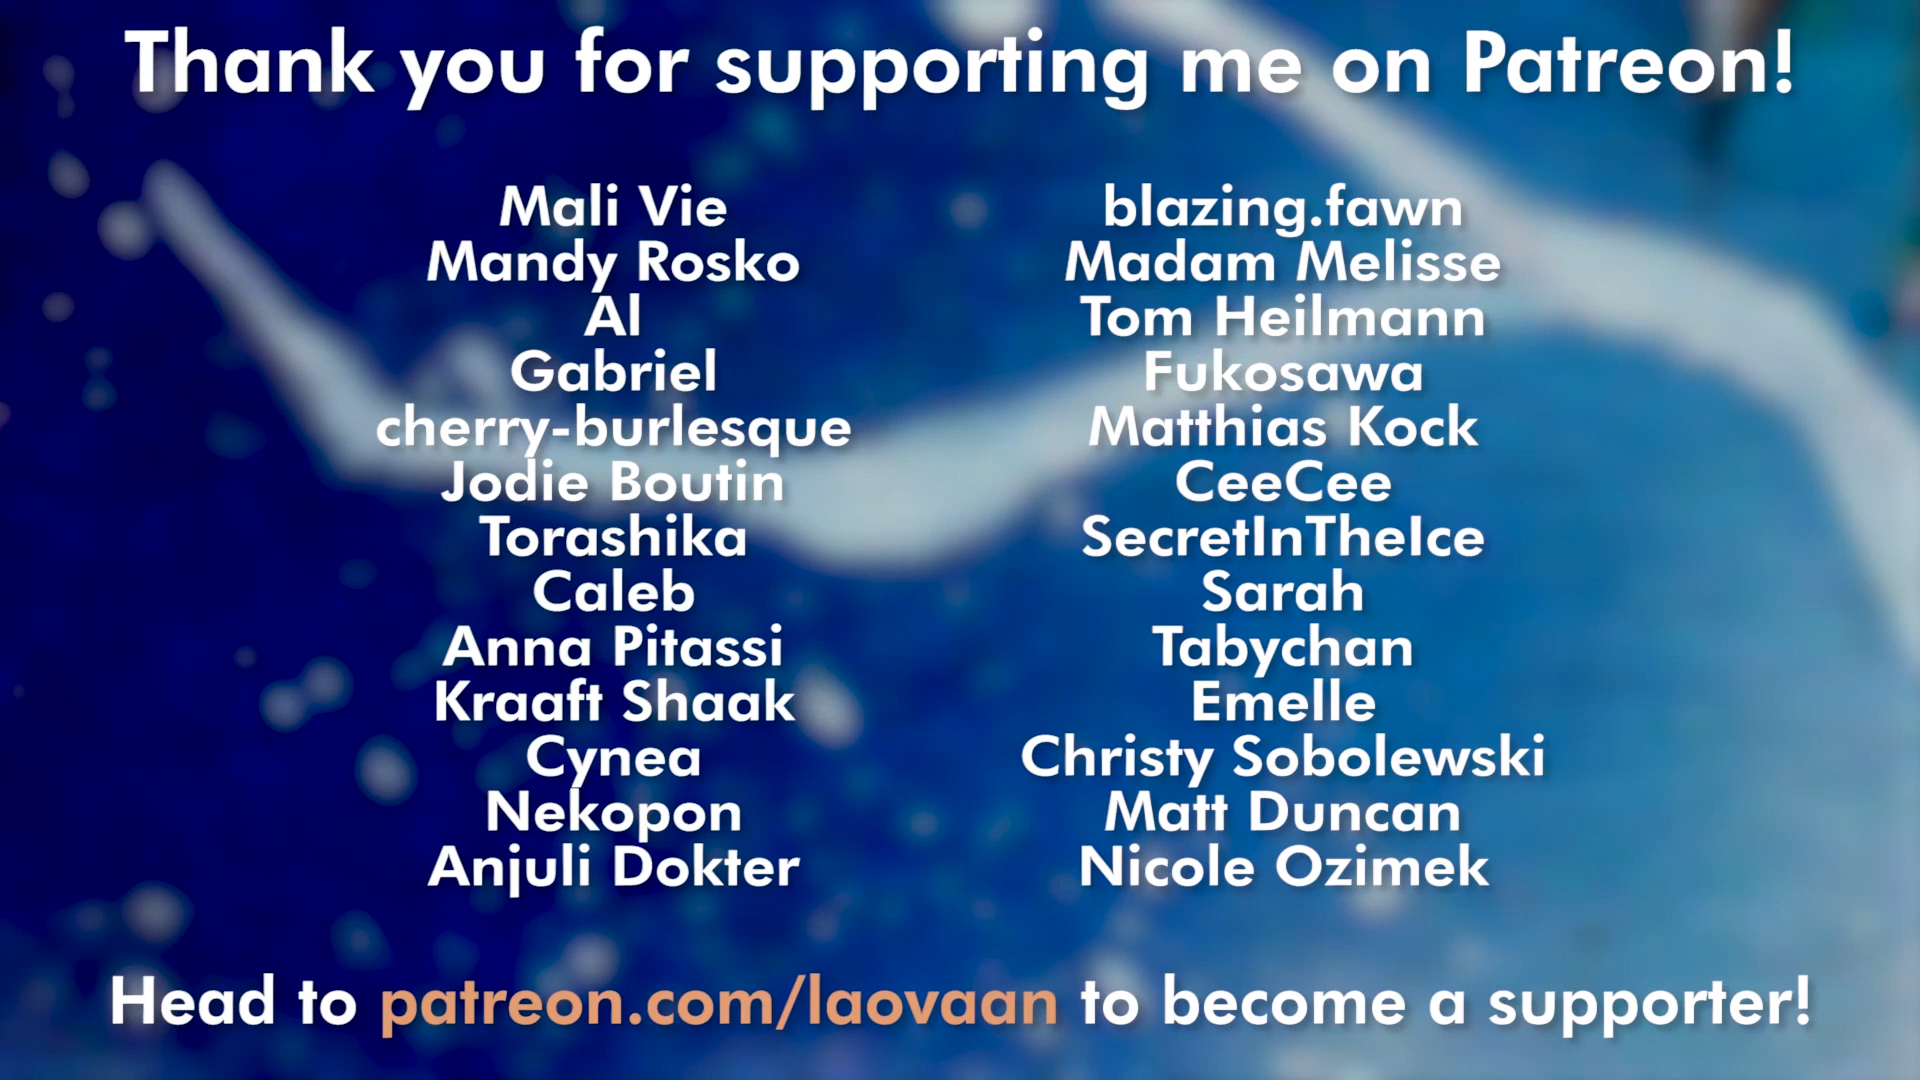 Thank you for supporting me on Patreon!
Mali Vie
Mandy Rosko
Al
Gabriel
cherry-burlesque
Jodie Boutin
Torashika
Caleb
Anna Pitassi
Kraaft Shaak
Cynea
Nekopon
Anjuli Dokter
blazing.fawn
Madam Melisse
Tom Heilmann
Fukosawa
Matthias Kock
CeeCee
SecretInTheIce
Sarah
Tabychan
Emelle
Christy Sobolewski
Matt Duncan
Nicole Ozimek
Head to patreon.com/laovaan to become a supporter!